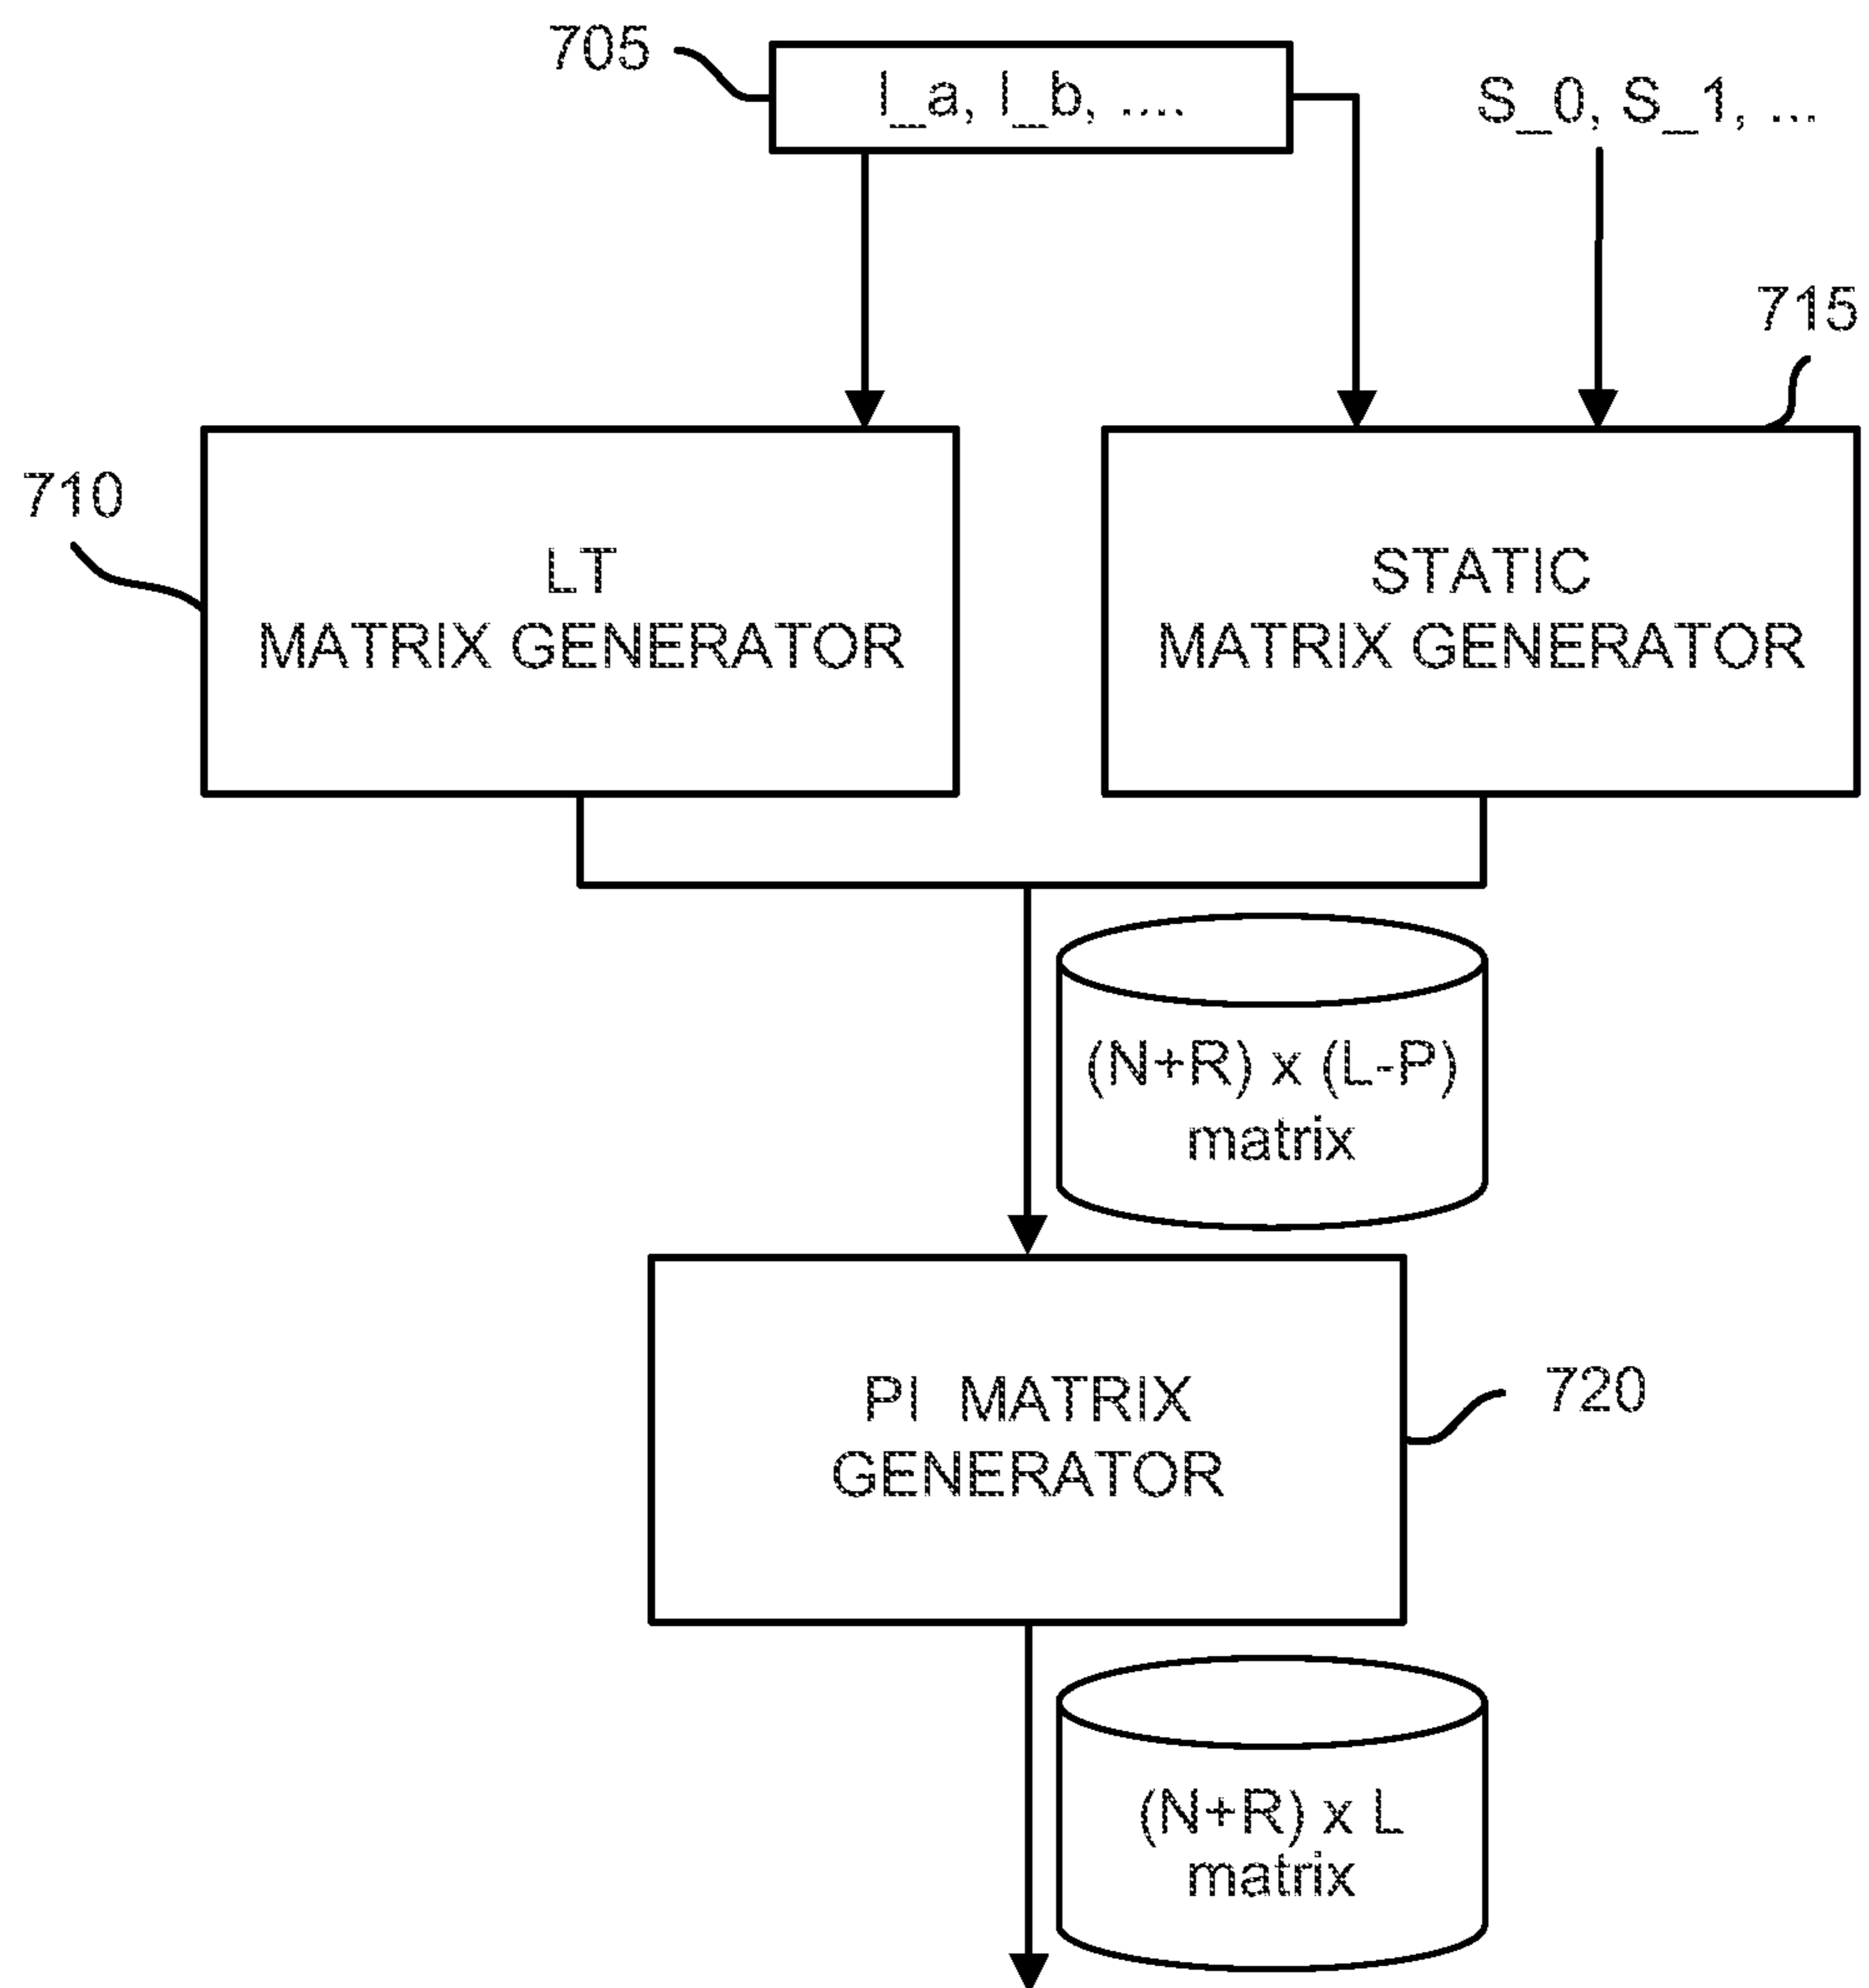 705
I_a, I_b, ....
S_0, S_1, ...
715
710
LT
MATRIX GENERATOR
STATIC
MATRIX GENERATOR
(N+R) x (L-P)
matrix
PI MATRIX
GENERATOR
720
(N+R) x L
matrix